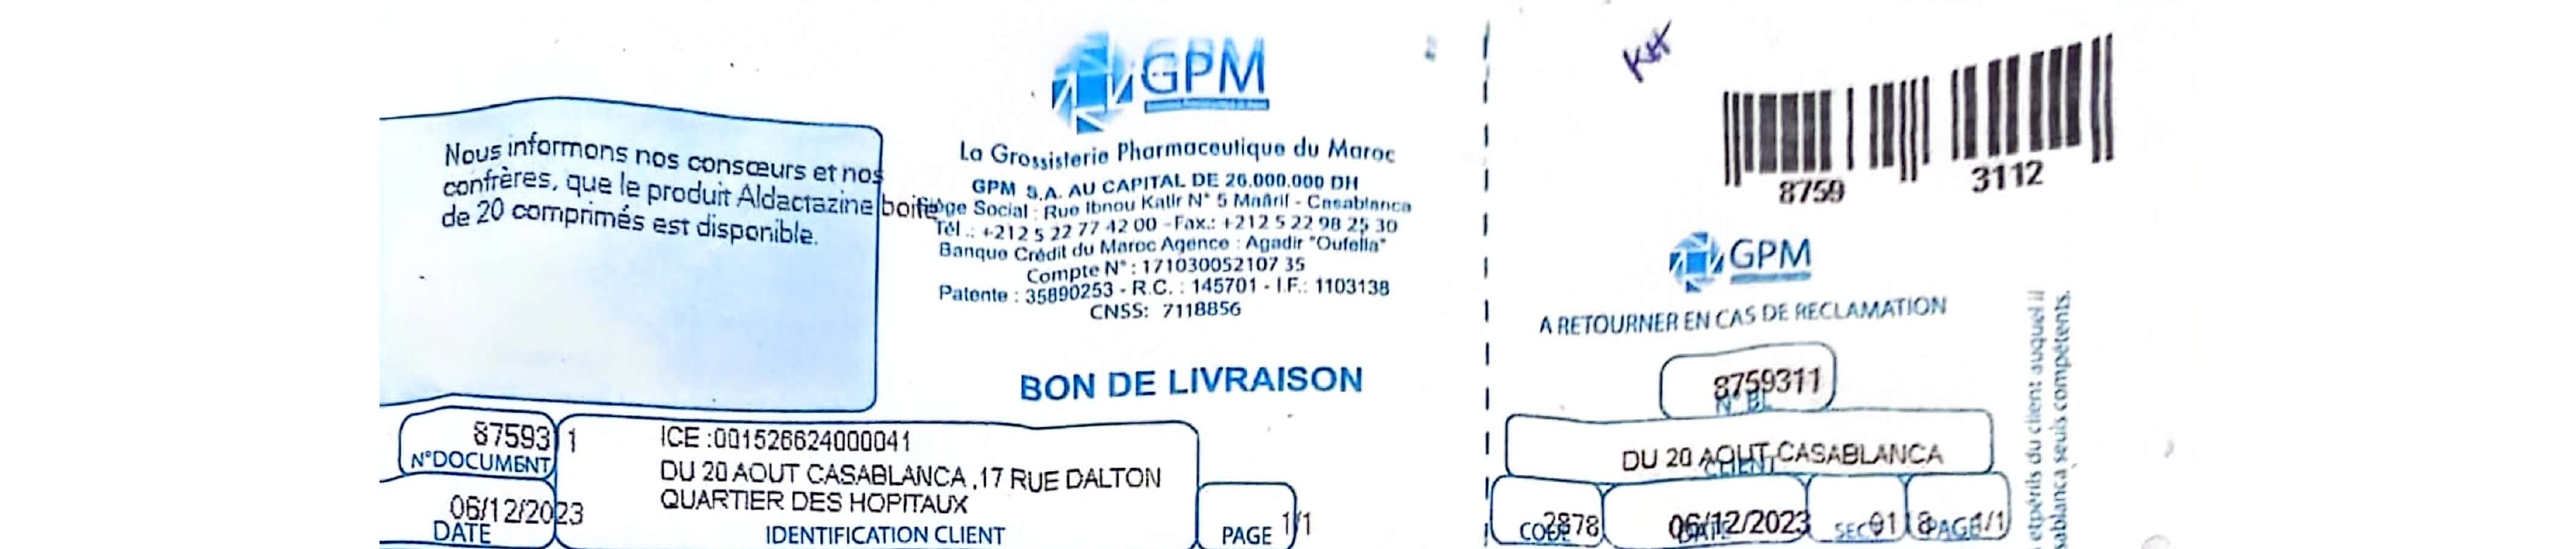 Nous informons nos consœurs et nos
confrères, que le produit Aldactazine boite
de 20 comprimés est disponible.
GPM
La Grossisterie Pharmaceutique du Maroc
GPM S.A. AU CAPITAL DE 26.000.000 DH
Siège Social : Rue Ibnou Katir N° 5 Maârif - Casablanca
Tél .: +212 5 22 77 42 00 - Fax.: +212 5 22 98 25 30
Banque Crédit du Maroc Agence : Agadir "Oufella"
Compte N° : 171030052107 35
Patente : 35890253 - R.C. : 145701 - I.F.: 1103138
CNSS: 7118856
BON DE LIVRAISON
87593 1
N°DOCUMENT
06/12/2023
DATE
ICE :001526624000041
DU 20 AOUT CASABLANCA ,17 RUE DALTON
QUARTIER DES HOPITAUX
IDENTIFICATION CLIENT
PAGE 1/1
8759 3112
GPM
A RETOURNER EN CAS DE RECLAMATION
8759311
N° BL
DU 20 AOUT CASABLANCA
CLIENT
CODE 2878
06/12/2023
DATE
SEC 01 8
PAGE 1/1
et périls du client auquel il
sablanca seuls compétents.